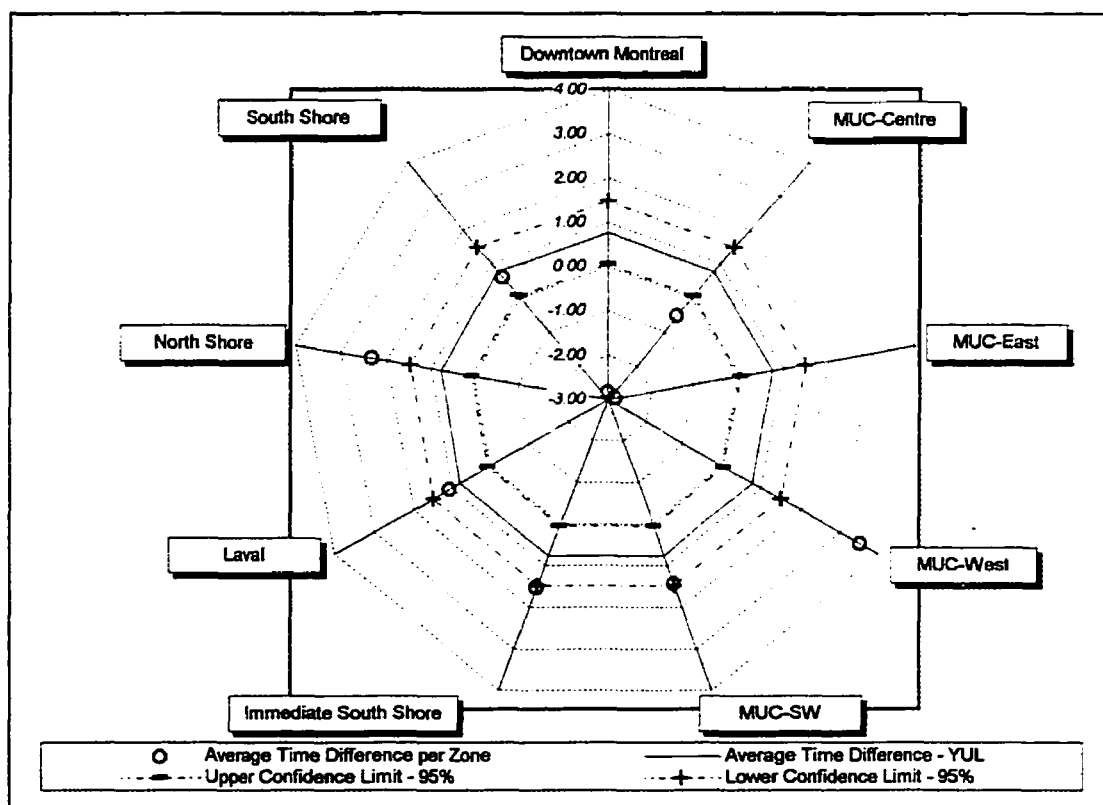 Downtown Montreal
South Shore
MUC-Centre
4.00
3.00
2.00
1.00
0.00
-1.00
-2.00
-3.00
North Shore
MUC-East
Laval
MUC-West
Immediate South Shore
MUC-SW
Average Time Difference per Zone
Average Time Difference - YUL
Upper Confidence Limit - 95%
Lower Confidence Limit - 95%